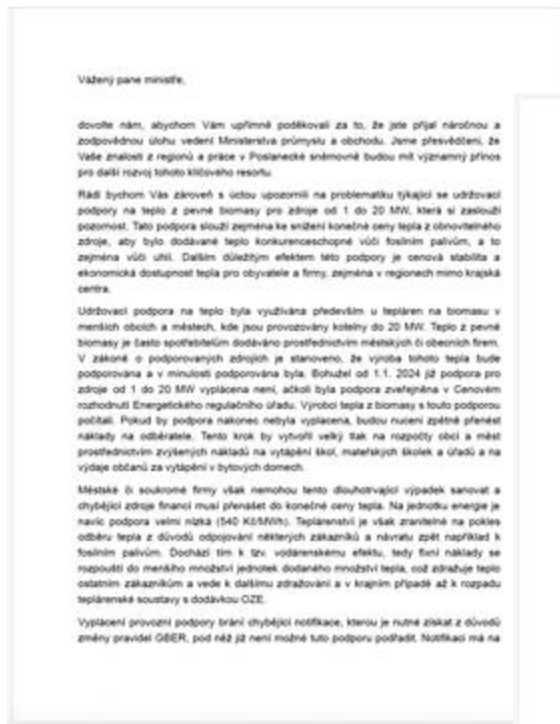 Vážený pane ministře,
dovolte nám, abychom Vám upřímně poděkovali za to, že jste přijal náročnou a
zodpovědnou úlohu vedení Ministerstva průmyslu a obchodu. Jsme přesvědčeni, že
Vaše znalosti z regionů a práce v Poslanecké sněmovně budou mít významný přínos
pro další rozvoj tohoto klíčového resortu.
Rádi bychom Vás zároveň s úctou upozornili na problematiku týkající se udržovací
podpory na teplo z pevné biomasy pro zdroje od 1 do 20 MW, která si zaslouží
pozornost. Tato podpora slouží zejména ke snížení konečné ceny tepla z obnovitelného
zdroje, aby bylo dodávané teplo konkurenceschopné vůči fosilním palivům, a to
zejména vůči uhlí. Dalším důležitým efektem této podpory je cenová stabilita a
ekonomická dostupnost tepla pro obyvatele a firmy, zejména v regionech mimo krajská
centra.
Udržovací podpora na teplo byla využívána především u tepláren na biomasu v
menších obcích a městech, kde jsou provozovány kotelny do 20 MW. Teplo z pevné
biomasy je často spotřebitelům dodáváno prostřednictvím městských či obecních firem.
V zákoně o podporovaných zdrojích je stanoveno, že výroba tohoto tepla bude
podporována a v minulosti podporována byla. Bohužel od 1.1. 2024 již podpora pro
zdroje od 1 do 20 MW vyplácena není, ačkoli byla podpora zveřejněna v Cenovém
rozhodnutí Energetického regulačního úřadu. Výrobci tepla z biomasy s touto podporou
počítali. Pokud by podpora nakonec nebyla vyplacena, budou nuceni zpětně přenést
náklady na odběratele. Tento krok by vytvořil velký tlak na rozpočty obcí a měst
prostřednictvím zvýšených nákladů na vytápění škol, mateřských školek a úřadů a na
výdaje občanů za vytápění v bytových domech.
Městské či soukromé firmy však nemohou tento dlouhotrvající výpadek sanovat a
chybějící zdroje financí musí přenášet do konečné ceny tepla. Na jednotku energie je
navíc podpora velmi nízká (540 Kč/MWh). Teplárenství je však zranitelné na pokles
odběru tepla z důvodů odpojování některých zákazníků a návratu zpět například k
fosilním palivům. Dochází tím k tzv. vodárenskému efektu, tedy fixní náklady se
rozpouští do menšího množství jednotek dodaného množství tepla, což zdražuje teplo
ostatním zákazníkům a vede k dalšímu zdražování a v krajním případě až k rozpadu
teplárenské soustavy s dodávkou OZE.
Vyplácení provozní podpory brání chybějící notifikace, kterou je nutné získat z důvodů
změny pravidel GBER, pod něž již není možné tuto podporu podřadit. Notifikaci má na